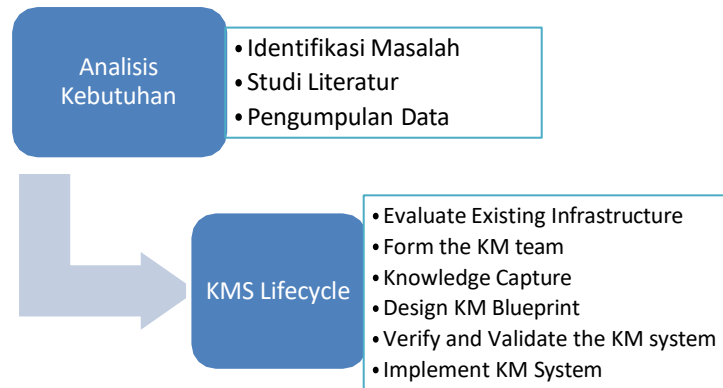 Analisis
Kebutuhan
• Identifikasi Masalah
• Studi Literatur
• Pengumpulan Data
KMS Lifecycle
• Evaluate Existing Infrastructure
• Form the KM team
• Knowledge Capture
• Design KM Blueprint
• Verify and Validate the KM system
• Implement KM System